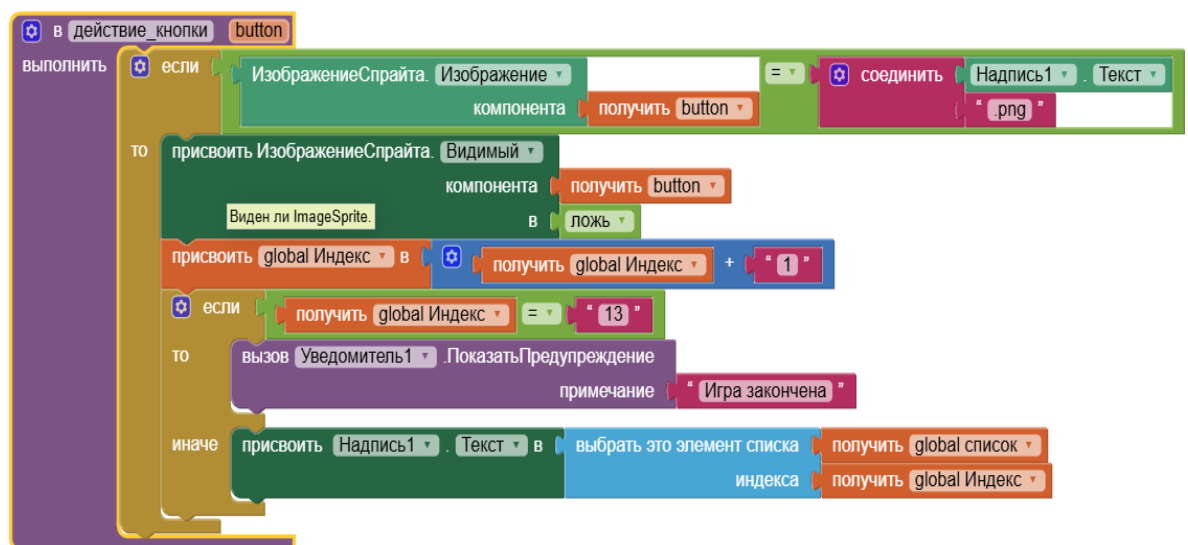 в действие_кнопки button
выполнить если ИзображениеСпрайта. Изображение = соединить Надпись1 . Текст
компонента получить button " .png "
то присвоить ИзображениеСпрайта. Видимый
компонента получить button
Виден ли ImageSprite. в ложь
присвоить global Индекс в получить global Индекс + " 1 "
если получить global Индекс = " 13 "
то вызов Уведомитель1 .ПоказатьПредупреждение
примечание " Игра закончена "
иначе присвоить Надпись1 . Текст в выбрать это элемент списка получить global список
индекса получить global Индекс